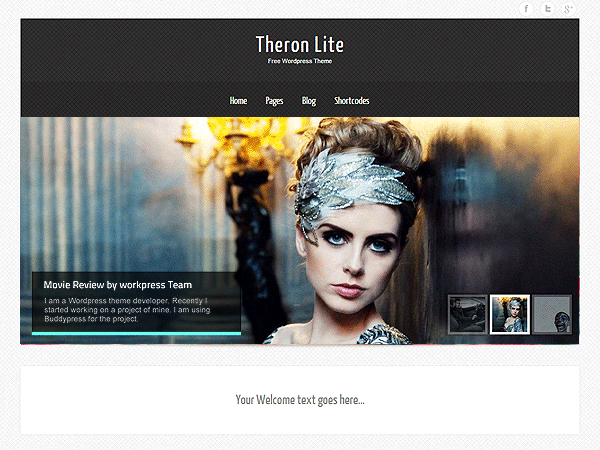 Theron Lite
Free Wordpress Theme
Home Pages Blog Shortcodes
Movie Review by workpress Team
I am a Wordpress theme developer. Recently I
started working on a project of mine. I am using
Buddypress for the project.
Your Welcome text goes here...